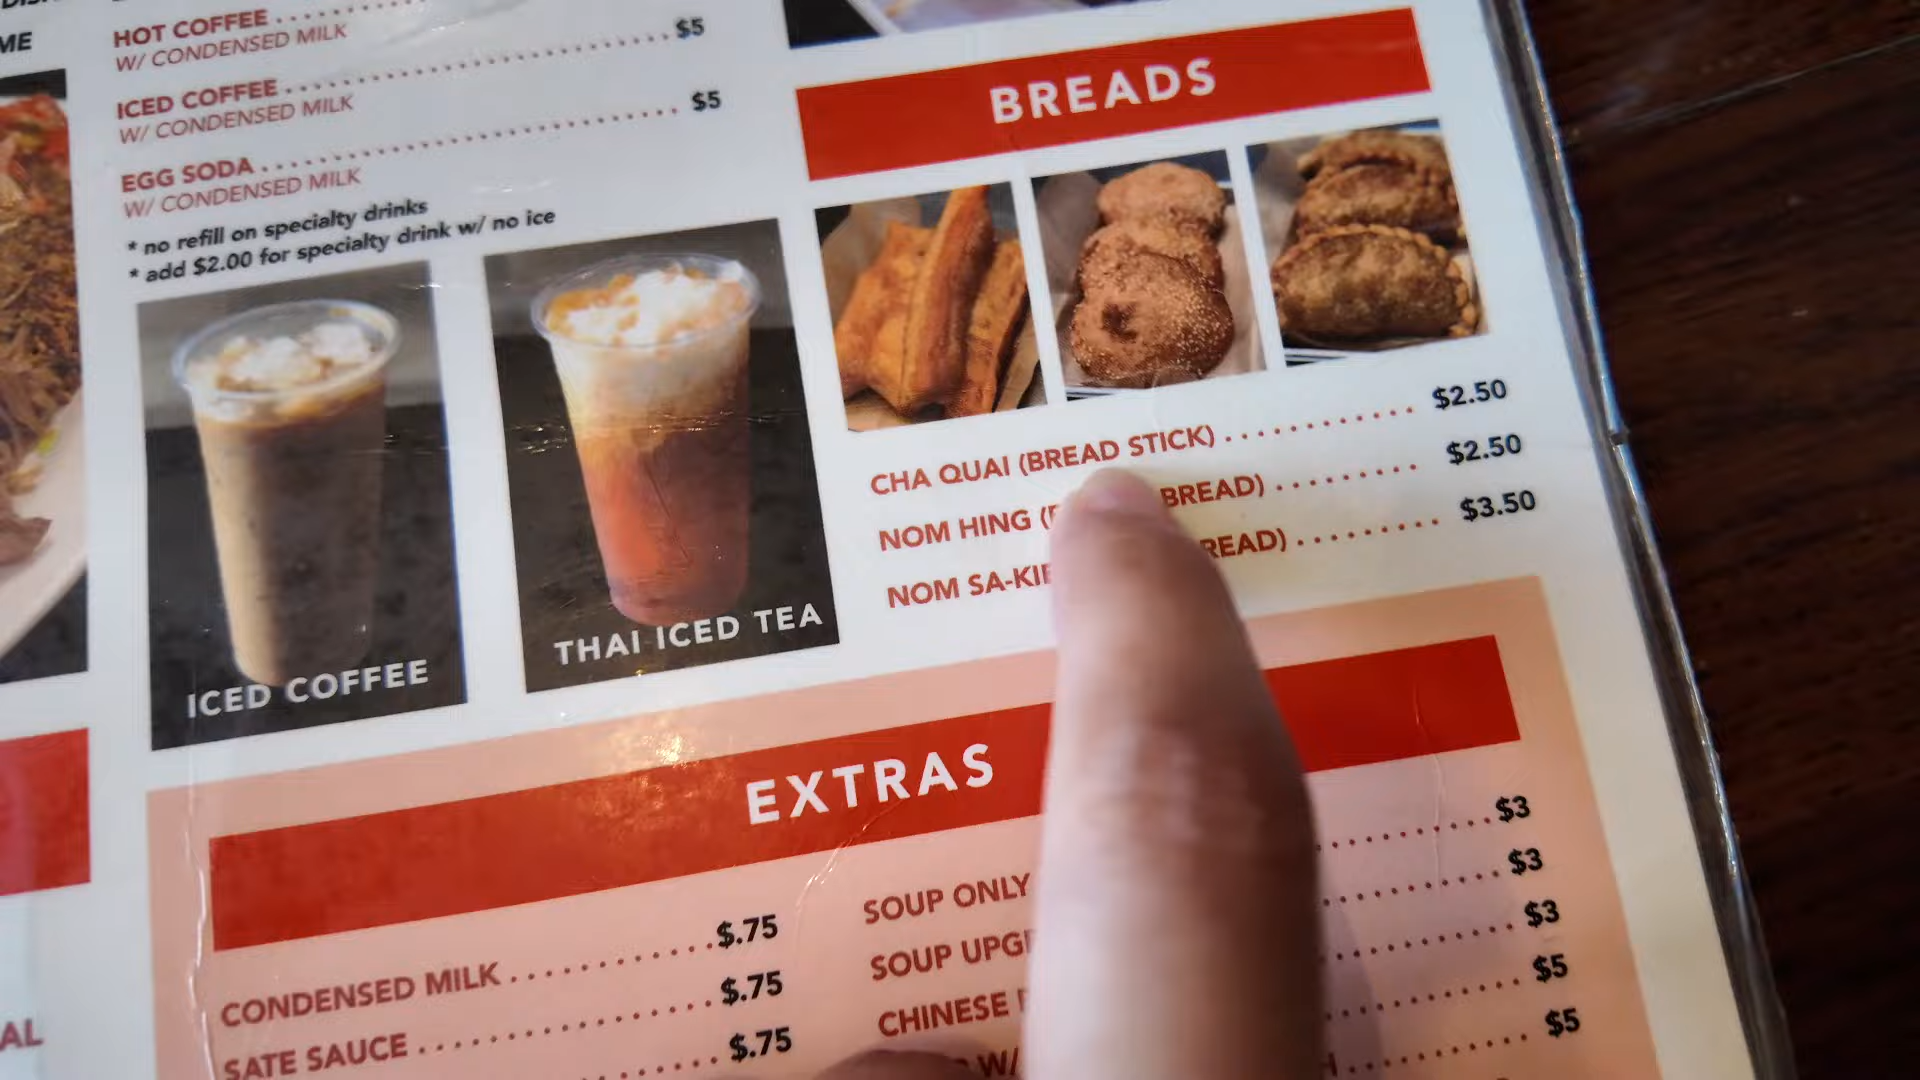 ME
HOT COFFEE
W/ CONDENSED MILK
$5
ICED COFFEE
W/ CONDENSED MILK
$5
EGG SODA
W/ CONDENSED MILK
* no refill on specialty drinks
* add $2.00 for specialty drink w/ no ice
ICED COFFEE
THAI ICED TEA
BREADS
CHA QUAI (BREAD STICK) $2.50
NOM HING ( BREAD) $2.50
NOM SA-KI $3.50
EXTRAS
CONDENSED MILK $.75
SATE SAUCE $.75
$.75
SOUP ONLY $3
SOUP $3
CHINESE $3
W/ $5
$5
AL